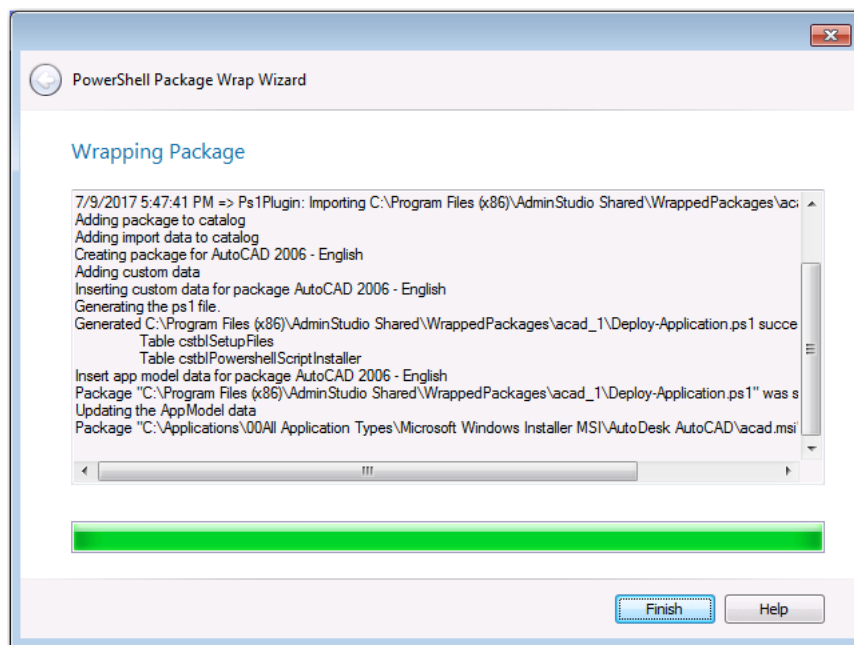 PowerShell Package Wrap Wizard
Wrapping Package
7/9/2017 5:47:41 PM => Ps1Plugin: Importing C:\Program Files (x86)\AdminStudio Shared\WrappedPackages\aca
Adding package to catalog
Adding import data to catalog
Creating package for AutoCAD 2006 - English
Adding custom data
Inserting custom data for package AutoCAD 2006 - English
Generating the ps1 file.
Generated C:\Program Files (x86)\AdminStudio Shared\WrappedPackages\acad_1\Deploy-Application.ps1 succe
Table cstblSetupFiles
Table cstblPowershellScriptInstaller
Insert app model data for package AutoCAD 2006 - English
Package "C:\Program Files (x86)\AdminStudio Shared\WrappedPackages\acad_1\Deploy-Application.ps1" was s
Updating the AppModel data
Package "C:\Applications\00All Application Types\Microsoft Windows Installer MSI\AutoDesk AutoCAD\acad.msi"
Finish
Help